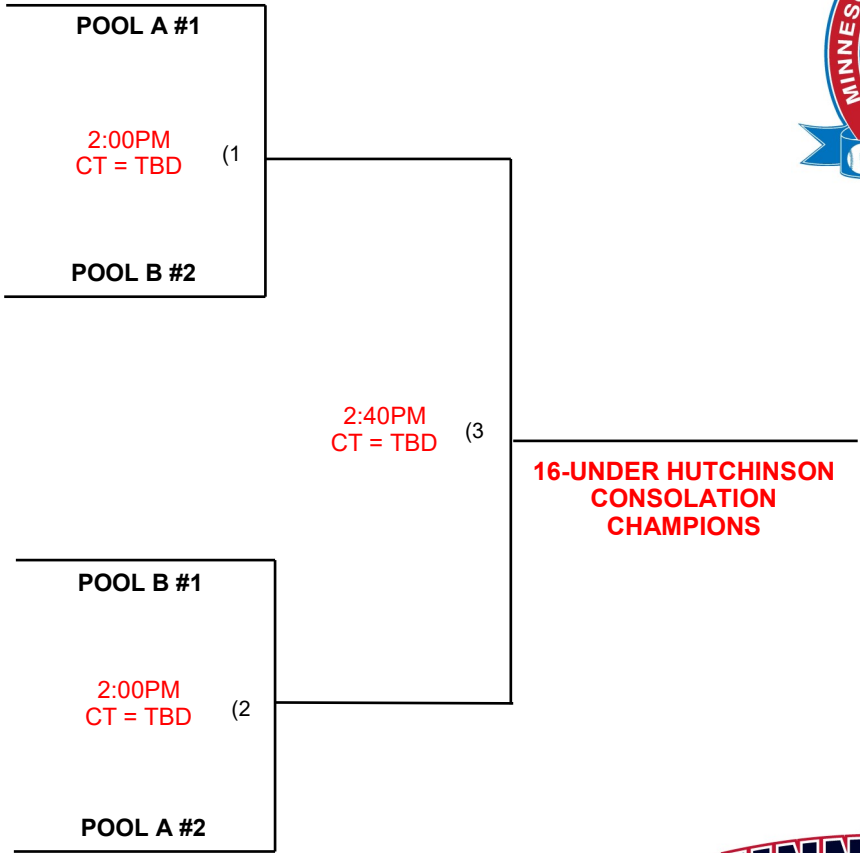 POOL A #1
MINNES
2:00PM
CT = TBD (1
POOL B #2
2:40PM
CT = TBD (3
16-UNDER HUTCHINSON
CONSOLATION
CHAMPIONS
POOL B #1
2:00PM
CT = TBD (2
POOL A #2